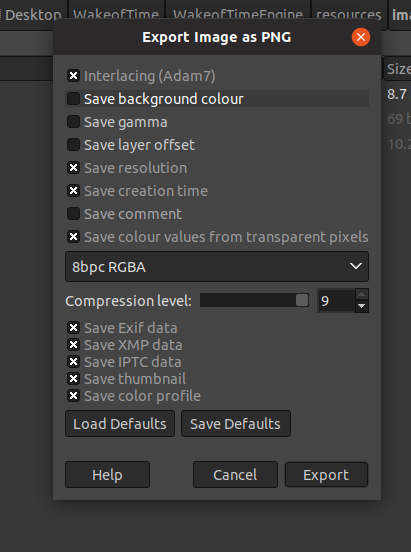 Desktop WakeofTime WakeofTimeEngine resources ima
Export Image as PNG
Size
Interlacing (Adam7)
Save background colour
8.7
Save gamma
69 b
Save layer offset
10.2
Save resolution
Save creation time
Save comment
Save colour values from transparent pixels
8bpc RGBA
Compression level: 9
Save Exif data
Save XMP data
Save IPTC data
Save thumbnail
Save color profile
Load Defaults Save Defaults
Help Cancel Export